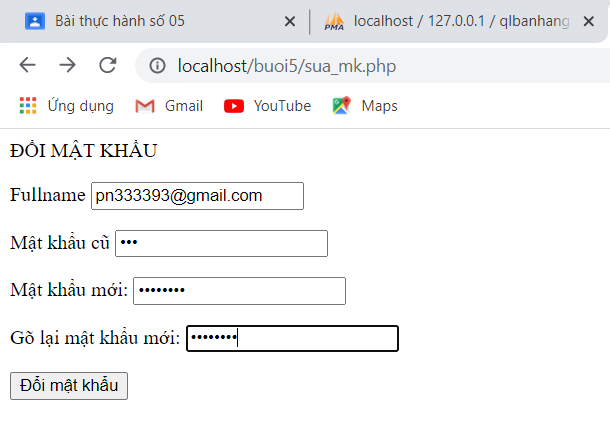 Bài thực hành số 05
PMA localhost / 127.0.0.1 / qlbanhang
localhost/buoi5/sua_mk.php
Ứng dụng Gmail YouTube Maps
ĐỔI MẬT KHẨU
Fullname pn333393@gmail.com
Mật khẩu cũ •••
Mật khẩu mới: ••••••••
Gõ lại mật khẩu mới: ••••••••
Đổi mật khẩu